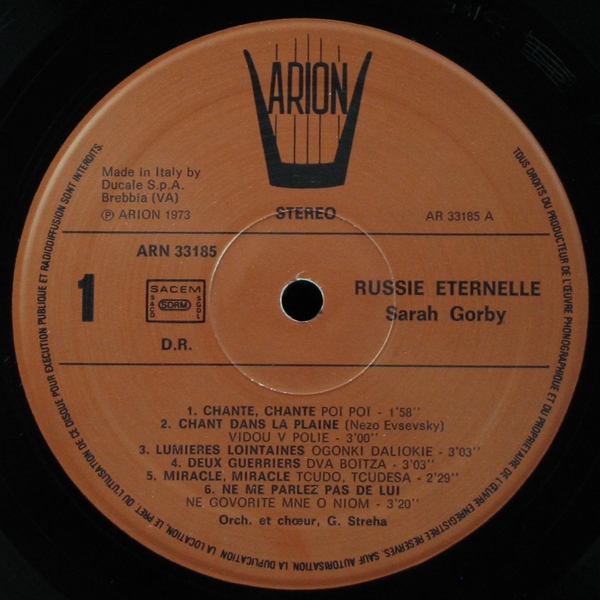 ARION
Made in Italy by
Ducale S.p.A.
Brebbia (VA)
℗ ARION 1973
STEREO
AR 33185 A
ARN 33185
1
SACEM
SACD
SDRM
SGDL
D.R.
RUSSIE ETERNELLE
Sarah Gorby
1. CHANTE, CHANTE POÏ POÏ - 1'58''
2. CHANT DANS LA PLAINE (Nezo Evsevsky)
VIDOU V POLIE - 3'00''
3. LUMIERES LOINTAINES OGONKI DALIOKIE - 3'03''
4. DEUX GUERRIERS DVA BOITZA - 3'03''
5. MIRACLE, MIRACLE TCUDO, TCUDESA - 2'29''
6. NE ME PARLEZ PAS DE LUI
NE GOVORITE MNE O NIOM - 3'20''
Orch. et chœur, G. Streha
TOUS DROITS DU PRODUCTEUR DE L'ŒUVRE PHONOGRAPHIQUE ET DU PROPRIETAIRE DE L'ŒUVRE ENREGISTREE RESERVES. SAUF AUTORISATION, LA DUPLICATION, LA LOCATION, LE PRET, OU L'UTILISATION DE CE DISQUE POUR EXECUTION PUBLIQUE ET RADIODIFFUSION SONT INTERDITS.